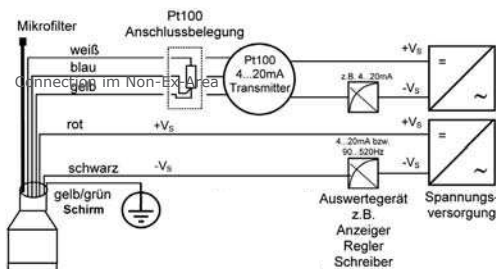 Pt100
Anschlussbelegung
Mikrofilter
weiß
blau
Connection im Non-Ex-Area
gelb
Pt100
4...20mA
Transmitter
+Vs
z.B. 4...20mA
-Vs
=
~
rot
+Vs
+Vs
4...20mA bzw.
90...520Hz
=
~
schwarz
-Vs
-Vs
gelb/grün
Schirm
Auswertegerät
z.B.
Anzeiger
Regler
Schreiber
Spannungs-
versorgung